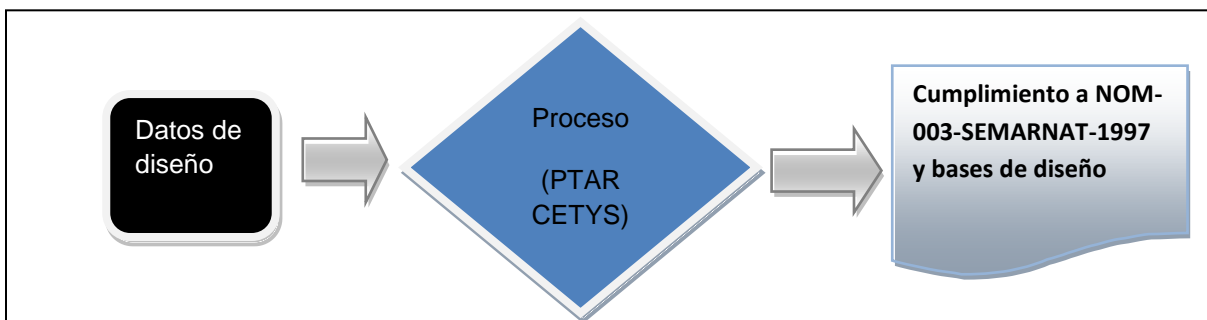 Datos de
diseño
Proceso
(PTAR
CETYS)
Cumplimiento a NOM-
003-SEMARNAT-1997
y bases de diseño